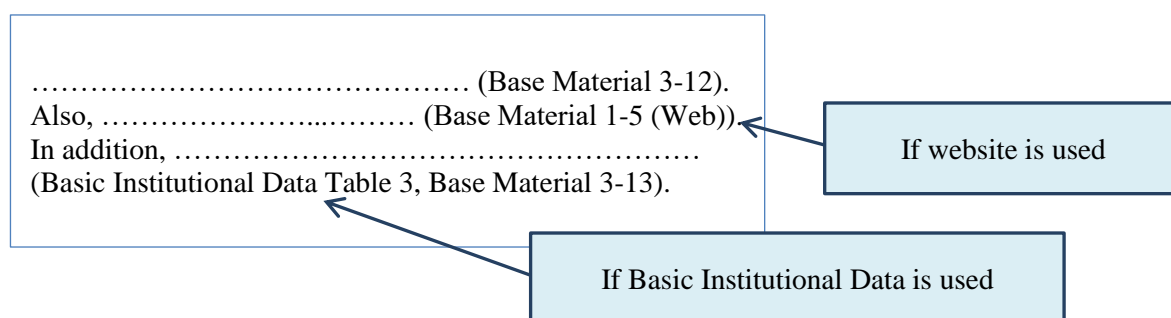 ………………………………………… (Base Material 3-12).
Also, …………………...……… (Base Material 1-5 (Web)).
In addition, …………………………………………………
(Basic Institutional Data Table 3, Base Material 3-13).
If website is used
If Basic Institutional Data is used